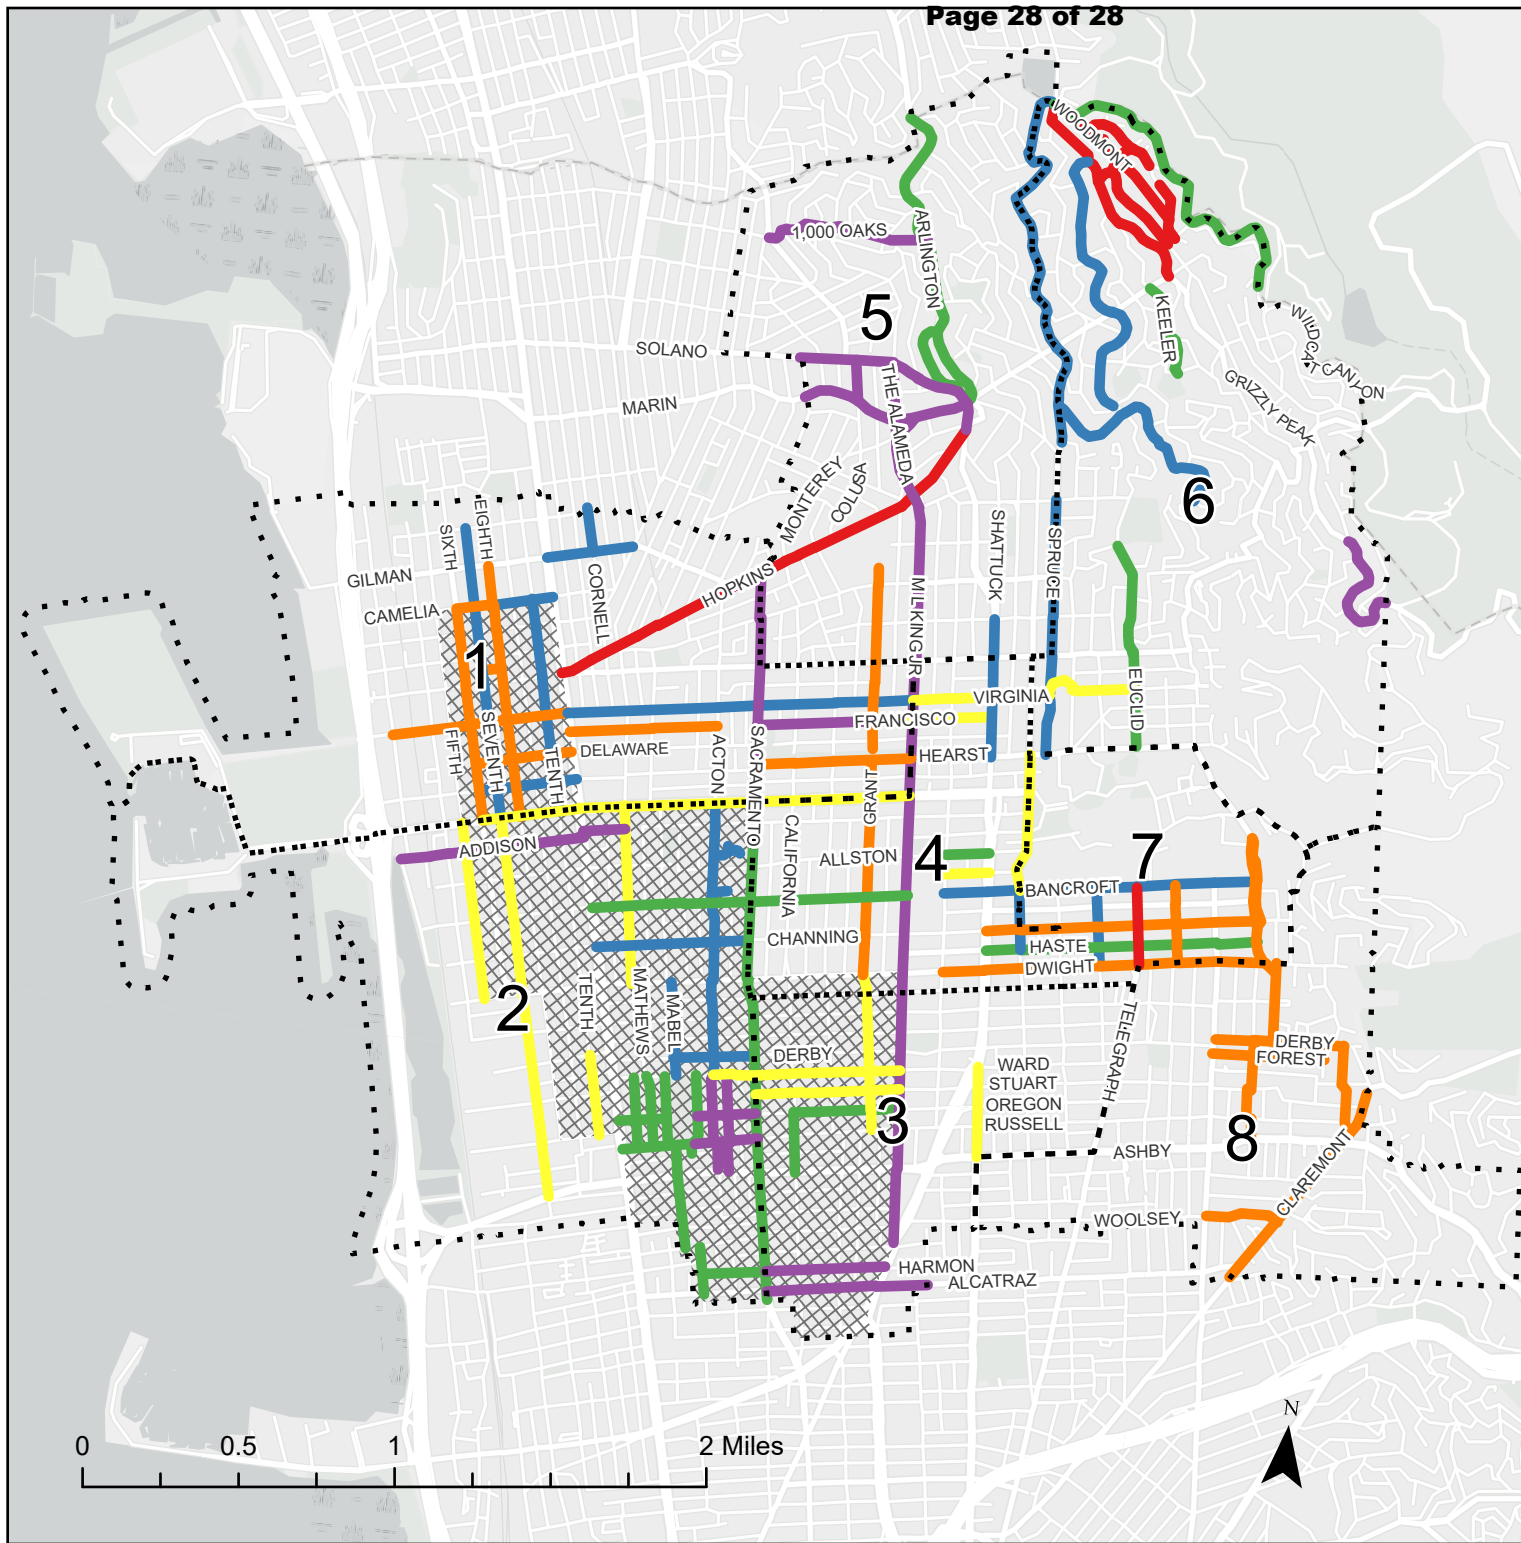 Page 28 of 28
WOODMONT
1,000 OAKS
ARLINGTON
5
KEELER
WILDCAT CANYON
SOLANO
THE ALAMEDA
GRIZZLY PEAK
MARIN
MONTEREY
COLUSA
6
SIXTH
EIGHTH
SHATTUCK
SPRUCE
GILMAN
CORNELL
HOPKINS
CAMELIA
MLKING JR
1
EUCLID
VIRGINIA
FRANCISCO
SEVENTH
FIFTH
DELAWARE
TENTH
ACTON
SACRAMENTO
HEARST
GRANT
ADDISON
CALIFORNIA
ALLSTON
4
7
BANCROFT
CHANNING
HASTE
DWIGHT
2
TENTH
MATHEWS
MABEL
TELEGRAPH
DERBY
DERBY
FOREST
WARD
STUART
OREGON
RUSSELL
3
8
ASHBY
CLAREMONT
WOOLSEY
HARMON
ALCATRAZ
N
0 0.5 1 2 Miles